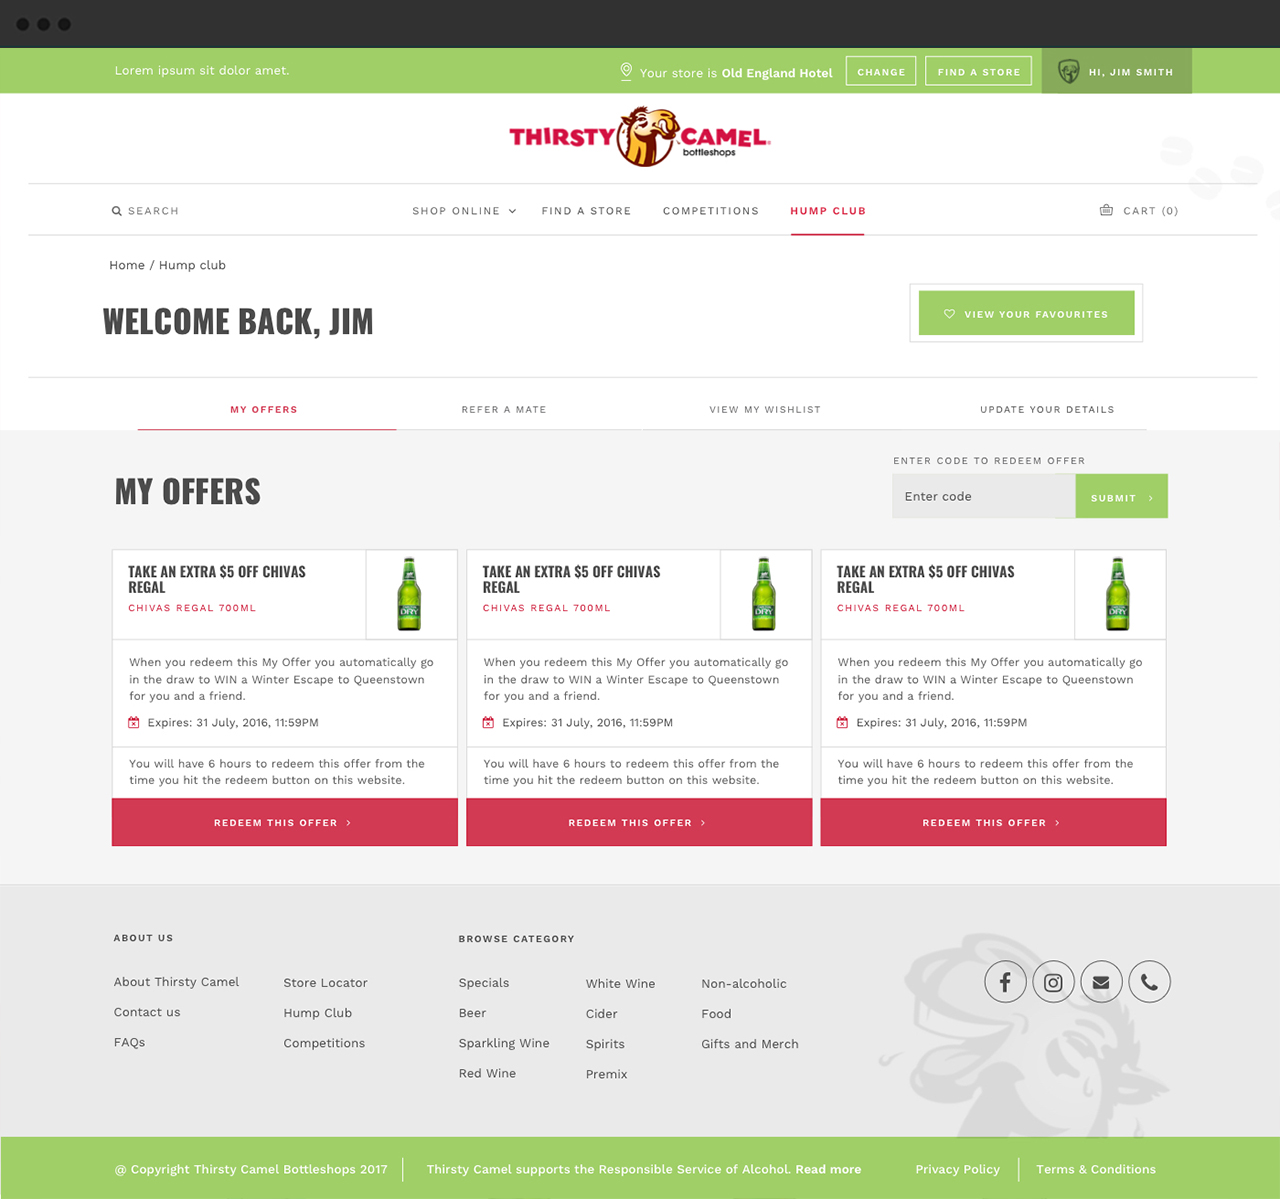 Lorem ipsum sit dolor amet.
Your store is Old England Hotel
CHANGE
FIND A STORE
HI, JIM SMITH
THIRSTY CAMEL
bottleshops
SEARCH
SHOP ONLINE
FIND A STORE
COMPETITIONS
HUMP CLUB
CART (0)
Home / Hump club
WELCOME BACK, JIM
VIEW YOUR FAVOURITES
MY OFFERS
REFER A MATE
VIEW MY WISHLIST
UPDATE YOUR DETAILS
MY OFFERS
ENTER CODE TO REDEEM OFFER
Enter code
SUBMIT
TAKE AN EXTRA $5 OFF CHIVAS
REGAL
CHIVAS REGAL 700ML
DRY
When you redeem this My Offer you automatically go
in the draw to WIN a Winter Escape to Queenstown
for you and a friend.
Expires: 31 July, 2016, 11:59PM
You will have 6 hours to redeem this offer from the
time you hit the redeem button on this website.
REDEEM THIS OFFER
TAKE AN EXTRA $5 OFF CHIVAS
REGAL
CHIVAS REGAL 700ML
DRY
When you redeem this My Offer you automatically go
in the draw to WIN a Winter Escape to Queenstown
for you and a friend.
Expires: 31 July, 2016, 11:59PM
You will have 6 hours to redeem this offer from the
time you hit the redeem button on this website.
REDEEM THIS OFFER
TAKE AN EXTRA $5 OFF CHIVAS
REGAL
CHIVAS REGAL 700ML
DRY
When you redeem this My Offer you automatically go
in the draw to WIN a Winter Escape to Queenstown
for you and a friend.
Expires: 31 July, 2016, 11:59PM
You will have 6 hours to redeem this offer from the
time you hit the redeem button on this website.
REDEEM THIS OFFER
ABOUT US
About Thirsty Camel
Contact us
FAQs
Store Locator
Hump Club
Competitions
BROWSE CATEGORY
Specials
Beer
Sparkling Wine
Red Wine
White Wine
Cider
Spirits
Premix
Non-alcoholic
Food
Gifts and Merch
@ Copyright Thirsty Camel Bottleshops 2017
Thirsty Camel supports the Responsible Service of Alcohol. Read more
Privacy Policy
Terms & Conditions